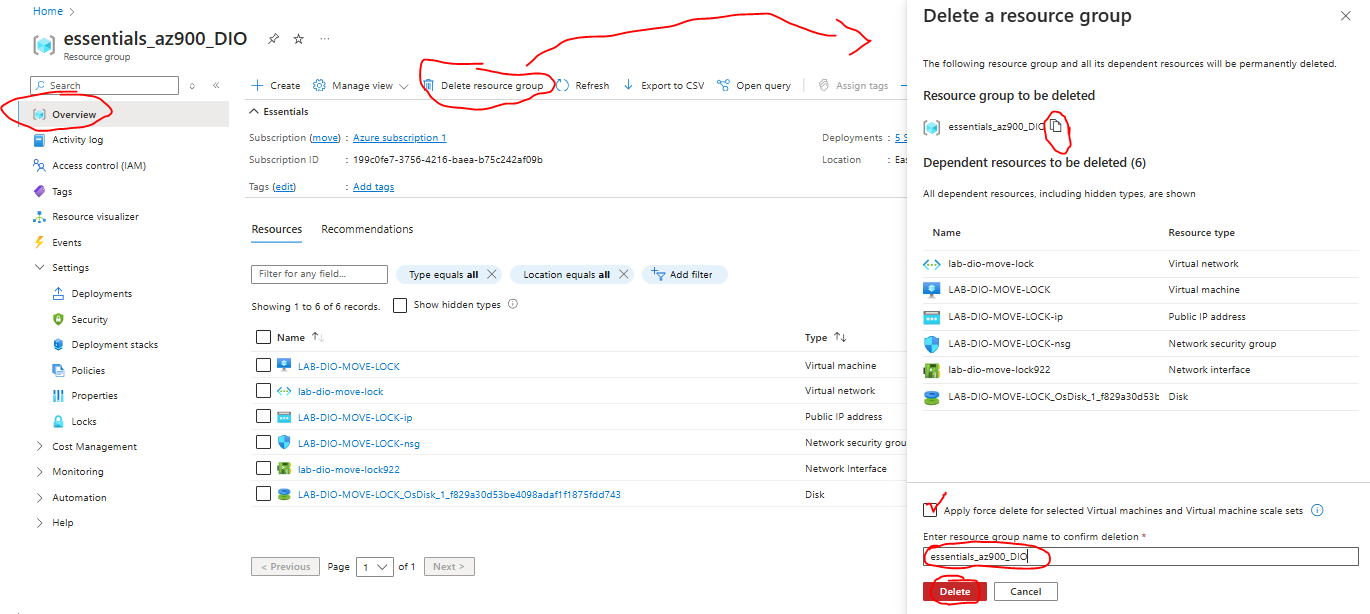 Home >
essentials_az900_DIO
Resource group
Search
Overview
Activity log
Access control (IAM)
Tags
Resource visualizer
Events
Settings
Deployments
Security
Deployment stacks
Policies
Properties
Locks
Cost Management
Monitoring
Automation
Help
Create Manage view Delete resource group Refresh Export to CSV Open query Assign tags
Essentials
Subscription (move) : Azure subscription 1
Subscription ID : 199c0fe7-3756-4216-baea-b75c242af09b
Tags (edit) : Add tags
Deployments : 5 S
Location : Eas
Resources Recommendations
Filter for any field... Type equals all Location equals all Add filter
Showing 1 to 6 of 6 records. Show hidden types
Name Type
LAB-DIO-MOVE-LOCK Virtual machine
lab-dio-move-lock Virtual network
LAB-DIO-MOVE-LOCK-ip Public IP address
LAB-DIO-MOVE-LOCK-nsg Network security grou
lab-dio-move-lock922 Network Interface
LAB-DIO-MOVE-LOCK_OsDisk_1_f829a30d53be4098adaf1f1875fdd743 Disk
< Previous Page 1 of 1 Next >
Delete a resource group
The following resource group and all its dependent resources will be permanently deleted.
Resource group to be deleted
essentials_az900_DIO
Dependent resources to be deleted (6)
All dependent resources, including hidden types, are shown
Name Resource type
lab-dio-move-lock Virtual network
LAB-DIO-MOVE-LOCK Virtual machine
LAB-DIO-MOVE-LOCK-ip Public IP address
LAB-DIO-MOVE-LOCK-nsg Network security group
lab-dio-move-lock922 Network interface
LAB-DIO-MOVE-LOCK_OsDisk_1_f829a30d53b Disk
Apply force delete for selected Virtual machines and Virtual machine scale sets
Enter resource group name to confirm deletion *
essentials_az900_DIO
Delete Cancel